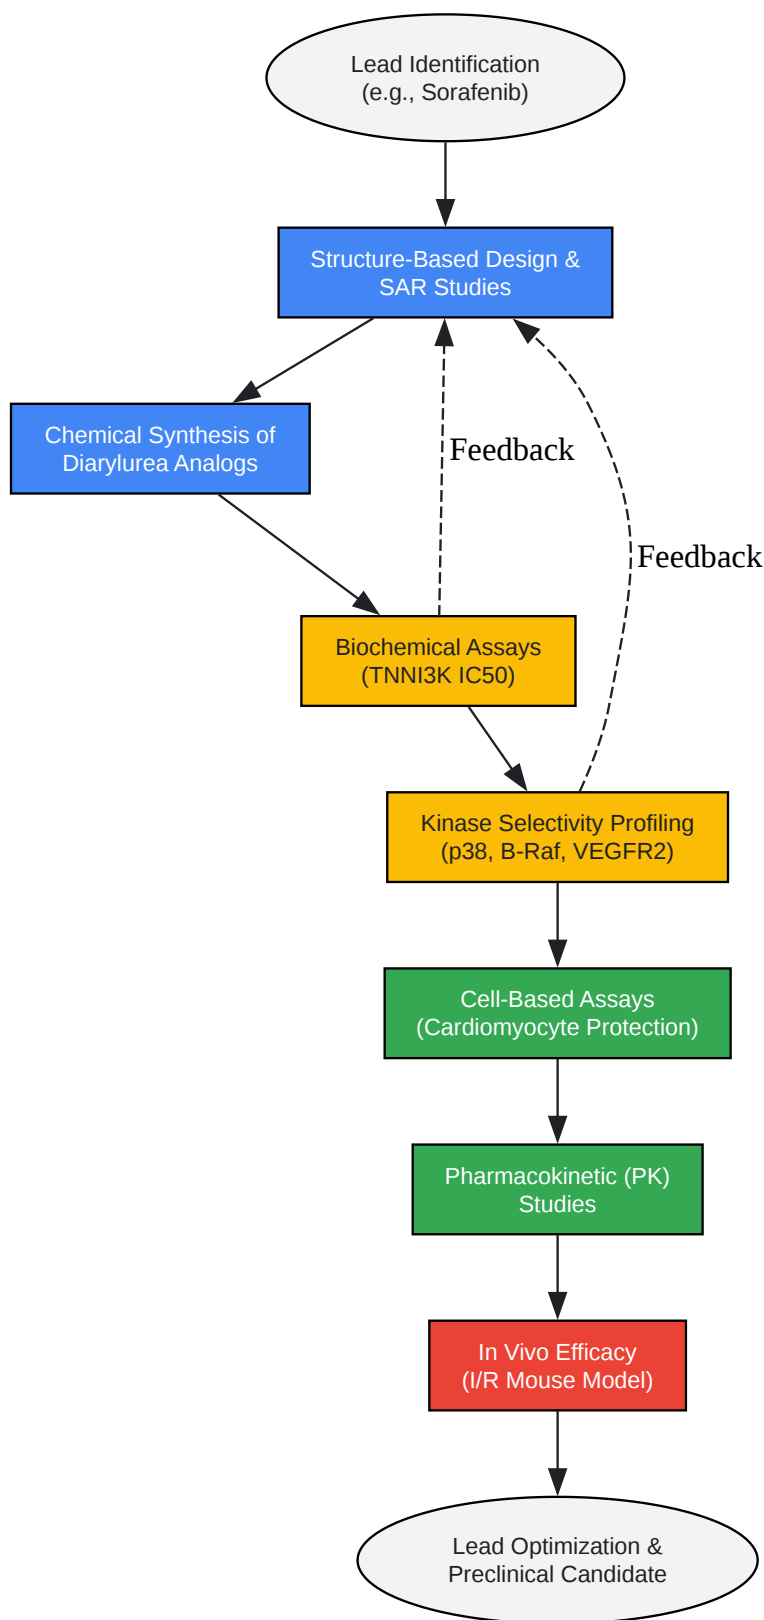 Lead Identification
(e.g., Sorafenib)
Structure-Based Design &
SAR Studies
Chemical Synthesis of
Diarylurea Analogs
Feedback
Feedback
Biochemical Assays
(TNNI3K IC50)
Kinase Selectivity Profiling
(p38, B-Raf, VEGFR2)
Cell-Based Assays
(Cardiomyocyte Protection)
Pharmacokinetic (PK)
Studies
In Vivo Efficacy
(I/R Mouse Model)
Lead Optimization &
Preclinical Candidate